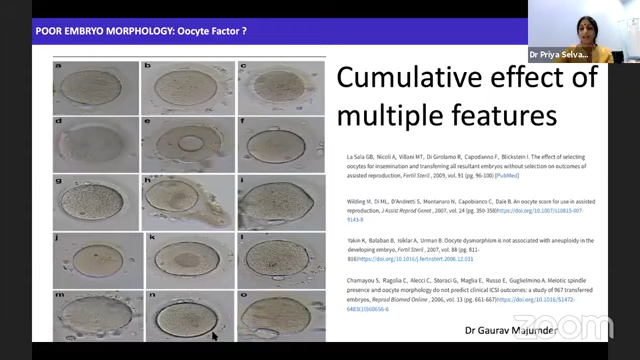 POOR EMBRYO MORPHOLOGY: Oocyte Factor ?
Dr Priya Selva...
a
b
c
d
e
f
g
h
i
j
k
l
m
n
o
Cumulative effect of
multiple features
La Sala GB, Nicoli A, Villani MT, Di Girolamo R, Capodanno F, Blickstein I. The effect of selecting
oocytes for insemination and transferring all resultant embryos without selection on outcomes of
assisted reproduction, Fertil Steril , 2009, vol. 91 (pg. 96-100) [PubMed]
Wilding M, Di ML, D'Andretti S, Montanaro N, Capobianco C, Dale B. An oocyte score for use in assisted
reproduction, J Assist Reprod Genet , 2007, vol. 24 (pg. 350-358)https://doi.org/10.1007/s10815-007-
9143-8
Yakin K, Balaban B, Isiklar A, Urman B. Oocyte dysmorphism is not associated with aneuploidy in the
developing embryo, Fertil Steril , 2007, vol. 88 (pg. 811-
816)https://doi.org/10.1016/j.fertnstert.2006.12.031
Chamayou S, Ragolia C, Alecci C, Storaci G, Maglia E, Russo E, Guglielmino A. Meiotic spindle
presence and oocyte morphology do not predict clinical ICSI outcomes: a study of 967 transferred
embryos, Reprod Biomed Online , 2006, vol. 13 (pg. 661-667)https://doi.org/10.1016/S1472-
6483(10)60656-8
Dr Gaurav Majumder
zoom